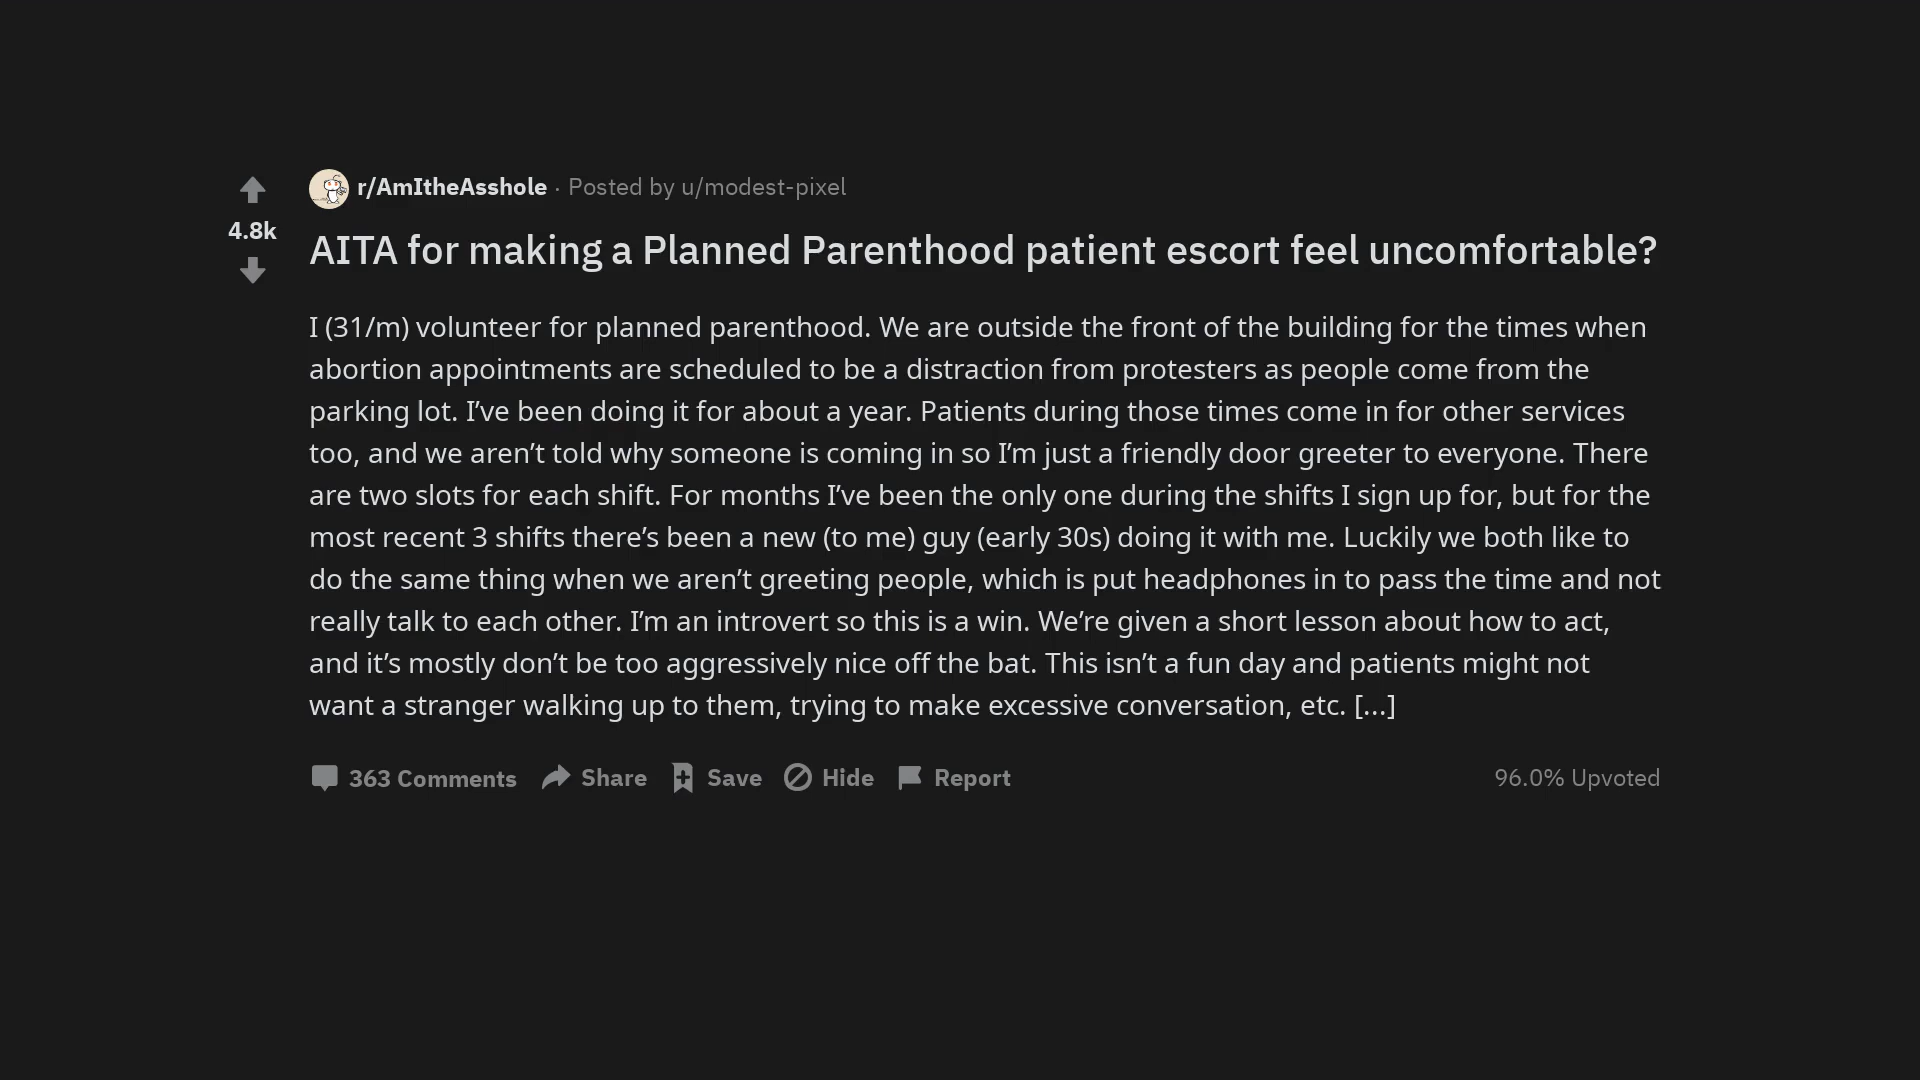 r/AmItheAsshole · Posted by u/modest-pixel
4.8k
AITA for making a Planned Parenthood patient escort feel uncomfortable?
I (31/m) volunteer for planned parenthood. We are outside the front of the building for the times when
abortion appointments are scheduled to be a distraction from protesters as people come from the
parking lot. I’ve been doing it for about a year. Patients during those times come in for other services
too, and we aren’t told why someone is coming in so I’m just a friendly door greeter to everyone. There
are two slots for each shift. For months I’ve been the only one during the shifts I sign up for, but for the
most recent 3 shifts there’s been a new (to me) guy (early 30s) doing it with me. Luckily we both like to
do the same thing when we aren’t greeting people, which is put headphones in to pass the time and not
really talk to each other. I’m an introvert so this is a win. We’re given a short lesson about how to act,
and it’s mostly don’t be too aggressively nice off the bat. This isn’t a fun day and patients might not
want a stranger walking up to them, trying to make excessive conversation, etc. [...]
363 Comments Share Save Hide Report 96.0% Upvoted